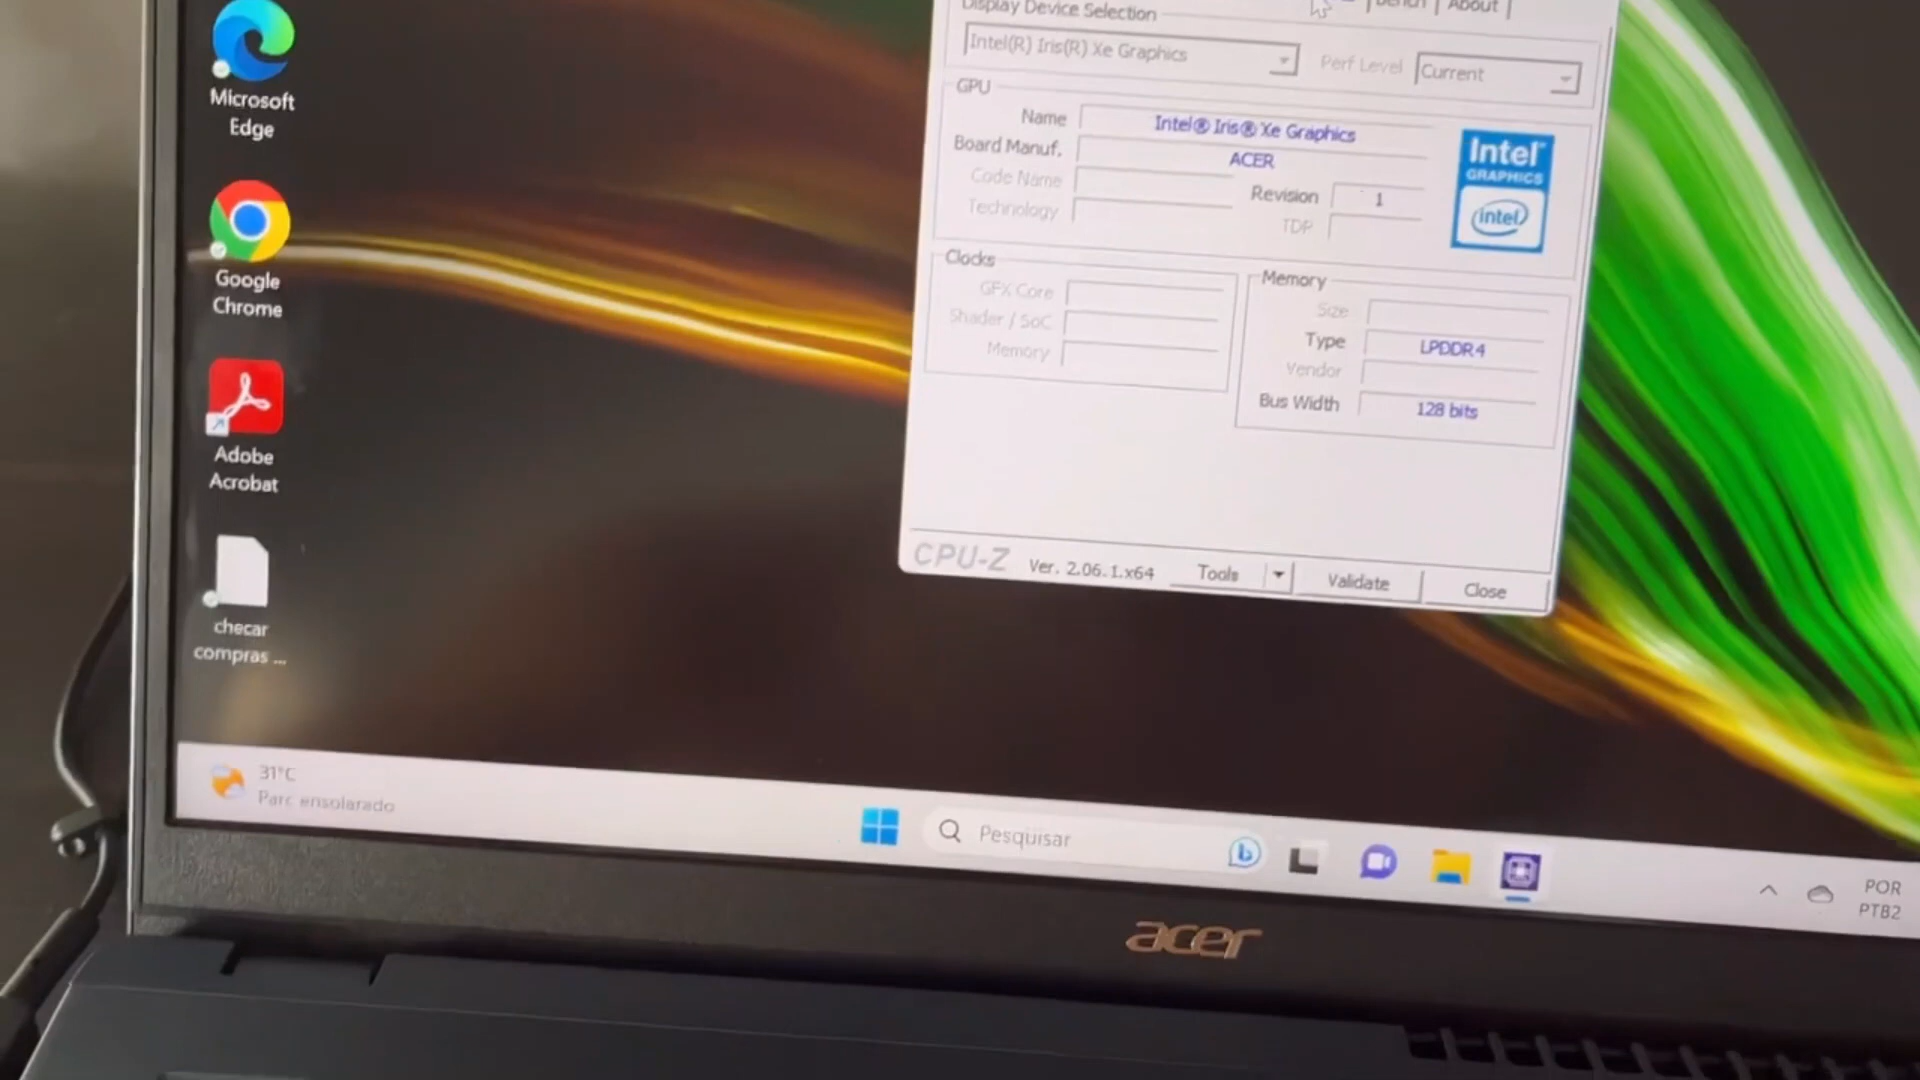 Microsoft
Edge
Google
Chrome
Adobe
Acrobat
checar
compras ...
Bench
About
Display Device Selection
Intel(R) Iris(R) Xe Graphics
Perf Level
Current
GPU
Name
Intel® Iris® Xe Graphics
Board Manuf.
ACER
Code Name
Revision
1
Technology
TDP
Intel
GRAPHICS
intel
Clocks
GFX Core
Shader / SoC
Memory
Memory
Size
Type
LPDDR4
Vendor
Bus Width
128 bits
CPU-Z
Ver. 2.06.1.x64
Tools
Validate
Close
31°C
Parc ensolarado
Pesquisar
POR
PTB2
acer